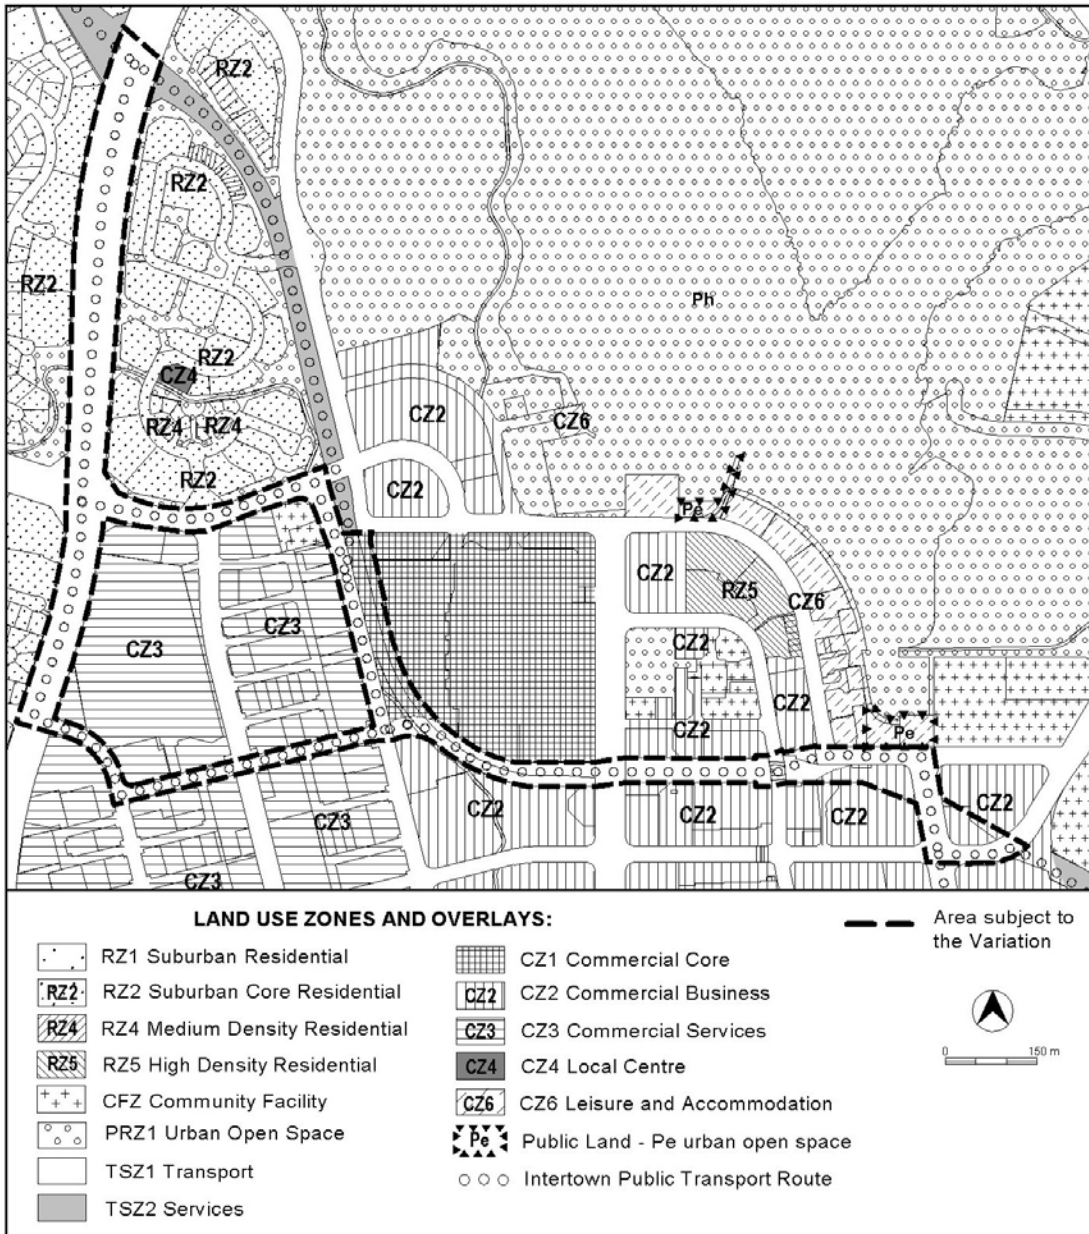 RZ2
RZ2
RZ2
Ph
RZ2
CZ4
CZ2
CZ6
RZ4
RZ4
RZ2
CZ2
Pe
CZ2
RZ5
CZ6
CZ3
CZ3
CZ2
CZ2
CZ2
Pe
CZ2
CZ3
CZ2
CZ2
CZ2
CZ3
LAND USE ZONES AND OVERLAYS:
RZ1 Suburban Residential
RZ2 RZ2 Suburban Core Residential
RZ4 RZ4 Medium Density Residential
RZ5 RZ5 High Density Residential
CFZ Community Facility
PRZ1 Urban Open Space
TSZ1 Transport
TSZ2 Services
CZ1 Commercial Core
CZ2 CZ2 Commercial Business
CZ3 CZ3 Commercial Services
CZ4 CZ4 Local Centre
CZ6 CZ6 Leisure and Accommodation
Pe Public Land - Pe urban open space
Intertown Public Transport Route
Area subject to
the Variation
0 150 m